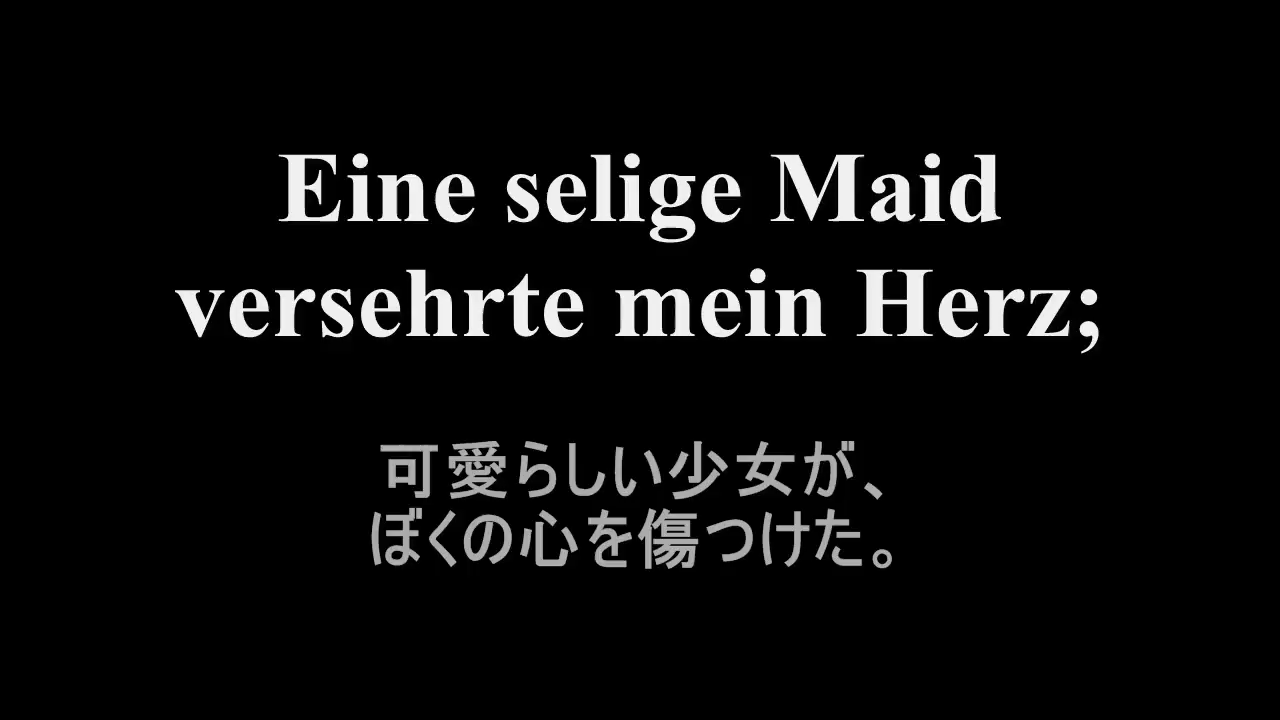 Eine selige Maid
versehrte mein Herz;
可愛らしい少女が、
ぼくの心を傷つけた。